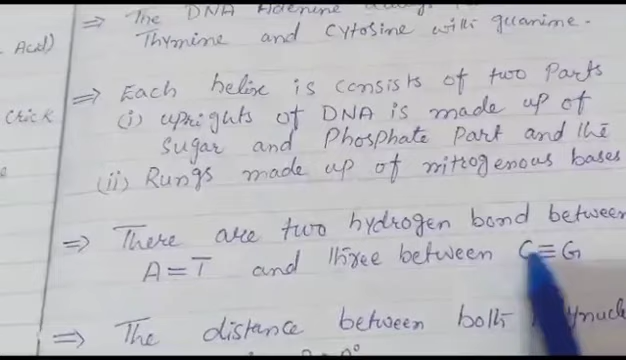 ⇒ The DNA Adenine
Thymine and Cytosine with guanime.
Acid)
⇒ Each helix is consists of two Parts
Crick
(i) uprights of DNA is made up of
Sugar and Phosphate Part and the
(ii) Rungs made up of nitrogenous bases
⇒ There are two hydrogen bond between
A=T and three between C≡G
⇒ The distance between both